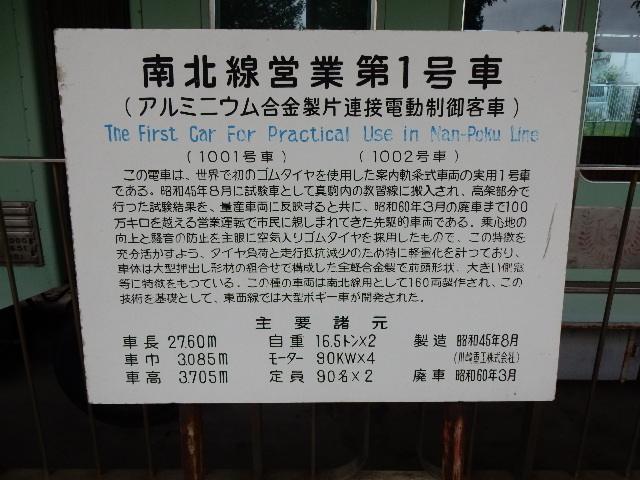 南北線営業第1号車
(アルミニウム合金製片連接電動制御客車)
The First Car For Practical Use in Nan-Poku Line
(1001号車) (1002号車)
この電車は、世界で初のゴムタイヤを使用した案内軌条式車両の実用1号車
である。昭和45年8月に試験車として真駒内の教習線に搬入され、高架部分で
行つた試験結果を、量産車両に反映すると共に、昭和60年3月の廃車まで100
万キロを越える営業運転で市民に親しまれてきた先駆的車両である。乗心地の
向上と騒音の防止を主眼に空気入りゴムタイヤを採用したもので、この特徴を
充分活かすよう、タイヤ負荷と走行抵抗減少のため特に軽量化を計つており、
車体は大型押出し形材の組合せで構成した全軽合金製で前頭形状、大きい側窓
等に特徴をもつている。この種の車両は南北線用として160両製作され、この
技術を基礎として、東西線では大型ボギー車が開発された。
主要諸元
車長 27.60m 自重 16.5トン×2 製造 昭和45年8月
車巾 3.085m モーター 90KW×4 (川崎重工株式会社)
車高 3.705m 定員 90名×2 廃車 昭和60年3月